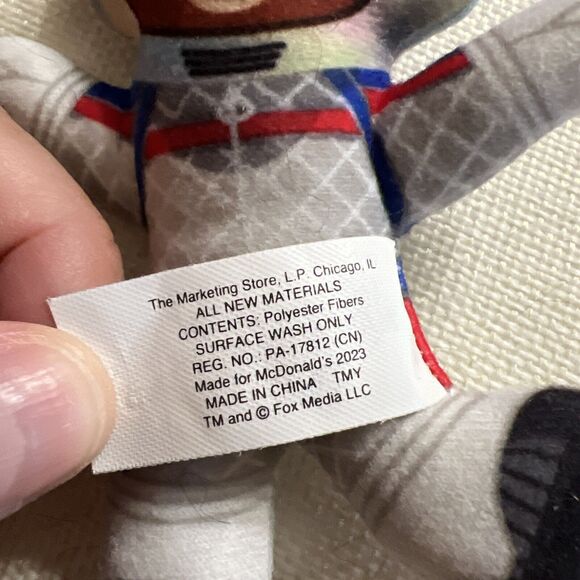 The Marketing Store, L.P. Chicago, IL
ALL NEW MATERIALS
CONTENTS: Polyester Fibers
SURFACE WASH ONLY
REG. NO.: PA-17812 (CN)
Made for McDonald's 2023
MADE IN CHINA TMY
TM and © Fox Media LLC